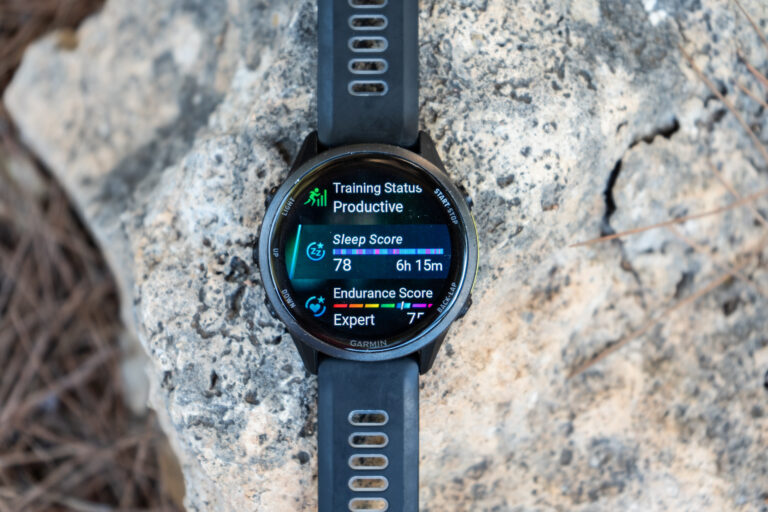 Training Status
Productive
Sleep Score
78 6h 15m
Endurance Score
Expert
LIGHT
UP
DOWN
START STOP
BACK-LAP
GARMIN